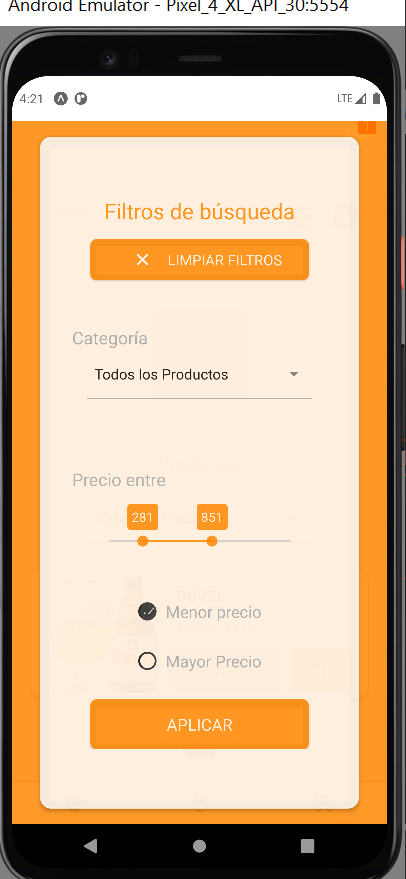 Android Emulator - Pixel_4_XL_API_30:5554
4:21
LTE
Filtros de búsqueda
LIMPIAR FILTROS
Categoría
Todos los Productos
Precio entre
281 851
Menor precio
Mayor Precio
DUVEL
APLICAR